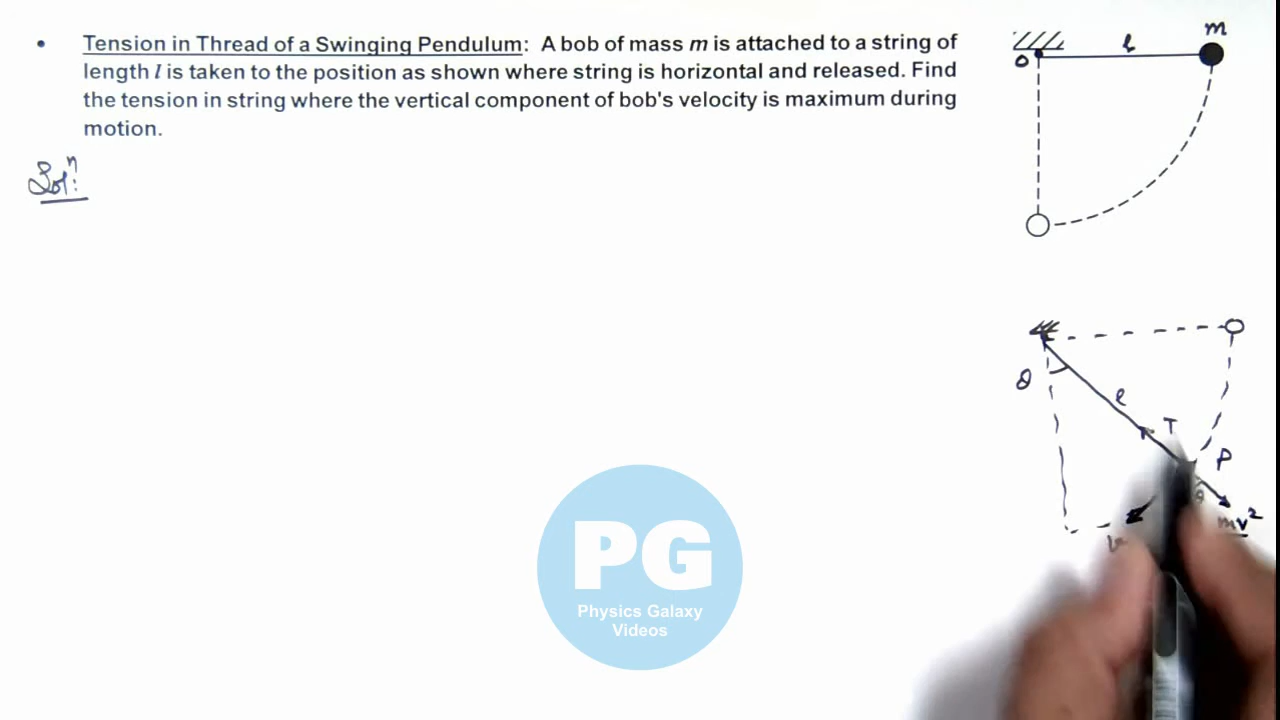 • Tension in Thread of a Swinging Pendulum: A bob of mass m is attached to a string of
length l is taken to the position as shown where string is horizontal and released. Find
the tension in string where the vertical component of bob's velocity is maximum during
motion.
Solⁿ:
m
l
O
θ
l
T
P
θ
mv²
PG
Physics Galaxy
Videos